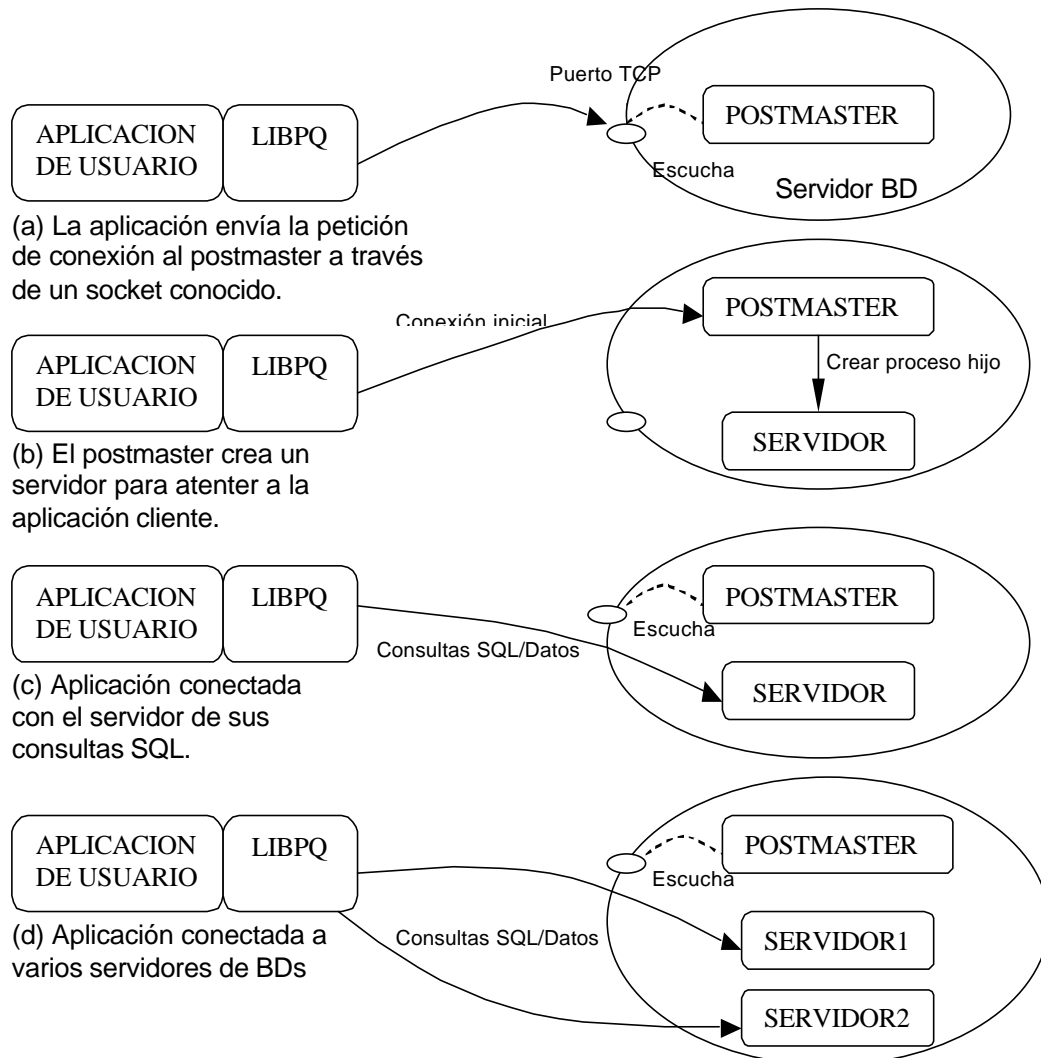 Puerto TCP
APLICACION
DE USUARIO
LIBPQ
POSTMASTER
Escucha
Servidor BD
(a) La aplicación envía la petición
de conexión al postmaster a través
de un socket conocido.
Conexión inicial
APLICACION
DE USUARIO
LIBPQ
POSTMASTER
Crear proceso hijo
SERVIDOR
(b) El postmaster crea un
servidor para atenter a la
aplicación cliente.
APLICACION
DE USUARIO
LIBPQ
POSTMASTER
Escucha
Consultas SQL/Datos
SERVIDOR
(c) Aplicación conectada
con el servidor de sus
consultas SQL.
APLICACION
DE USUARIO
LIBPQ
POSTMASTER
Escucha
Consultas SQL/Datos
SERVIDOR1
SERVIDOR2
(d) Aplicación conectada a
varios servidores de BDs